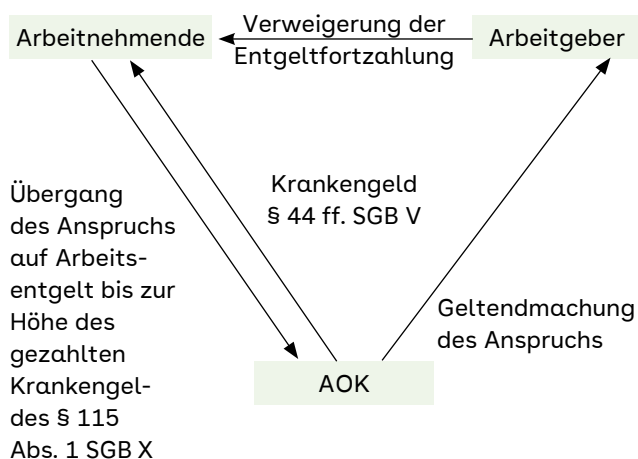 Arbeitnehmende
Verweigerung der
Entgeltfortzahlung
Arbeitgeber
Krankengeld
§ 44 ff. SGB V
Übergang
des Anspruchs
auf Arbeits-
entgelt bis zur
Höhe des
gezahlten
Krankengel-
des § 115
Abs. 1 SGB X
Geltendmachung
des Anspruchs
AOK